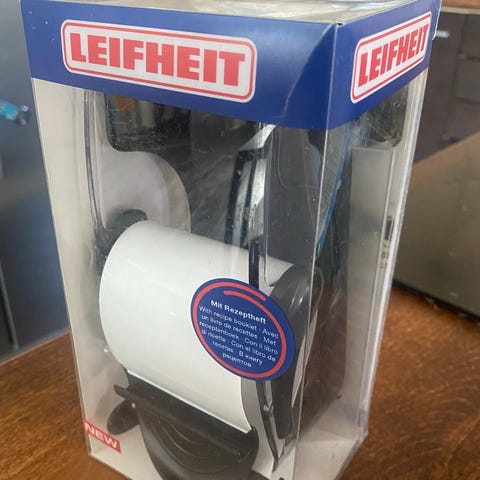 LEIFHEIT
LEIFHEIT
Mit Rezeptheft
With recipe booklet · Avec
un livre de recettes · Met
receptenboek · Con il libro
di ricette · Con el libro de
recetas · В книгу
рецептов
NEW